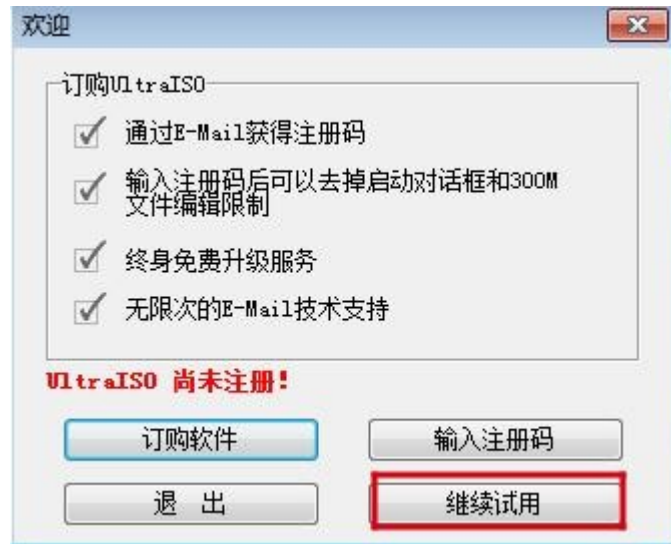 欢迎
订购UltraISO
通过E-Mail获得注册码
输入注册码后可以去掉启动对话框和300M
文件编辑限制
终身免费升级服务
无限次的E-Mail技术支持
UltraISO 尚未注册!
订购软件
输入注册码
退 出
继续试用